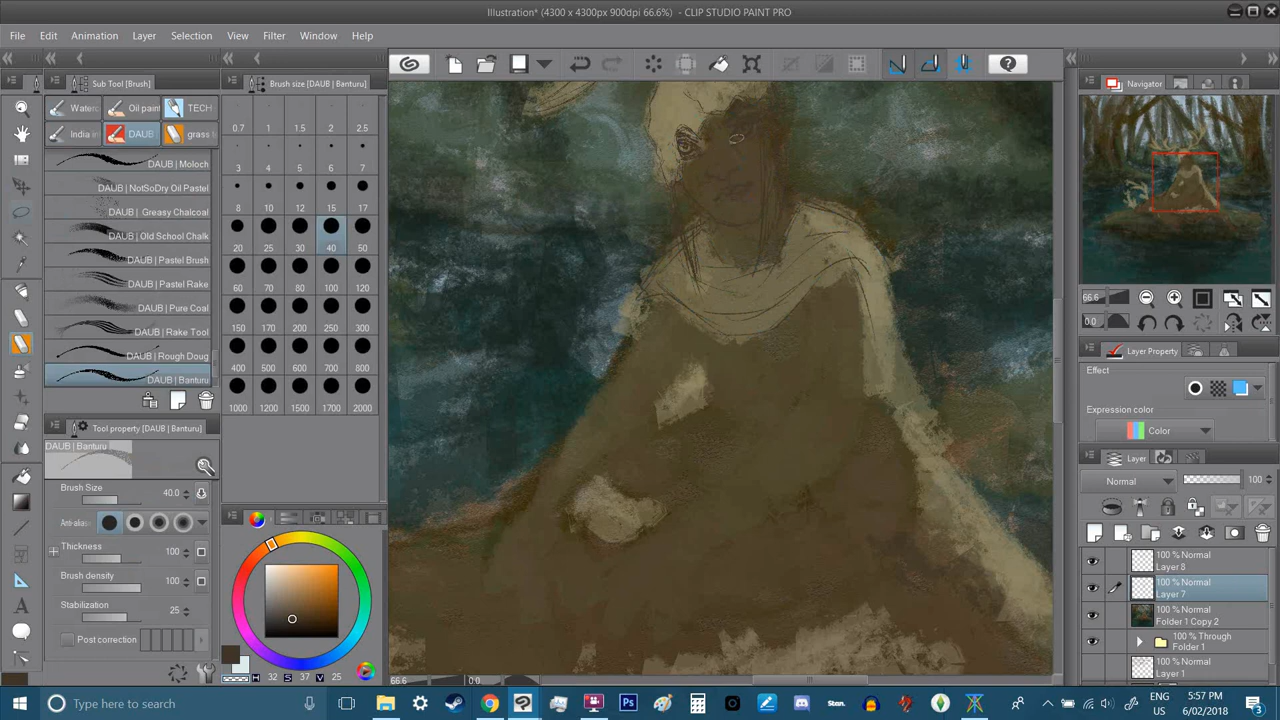 Illustration* (4300 x 4300px 900dpi 66.6%) - CLIP STUDIO PAINT PRO
File Edit Animation Layer Selection View Filter Window Help
Sub Tool [Brush]
Waterc Oil paint TECH
India in DAUB grass t
DAUB | Moloch
DAUB | NotSoDry Oil Pastel
DAUB | Greasy Chalcoal
DAUB | Old School Chalk
DAUB | Pastel Brush
DAUB | Pastel Rake
DAUB | Pure Coal
DAUB | Rake Tool
DAUB | Rough Doug
DAUB | Banturu
Tool property [DAUB | Banturu]
DAUB | Banturu
Brush Size 40.0
Anti-alias
Thickness 100
Brush density 100
Stabilization 25
Post correction
Brush size [DAUB | Banturu]
0.7 1 1.5 2 2.5
3 4 5 6 7
8 10 12 15 17
20 25 30 40 50
60 70 80 100 120
150 170 200 250 300
400 500 600 700 800
1000 1200 1500 1700 2000
H 32 S 37 V 25
66.6 0.0
Navigator
66.6
0.0
Layer Property
Effect
Expression color
Color
Layer
Normal 100
100 % Normal
Layer 8
100 % Normal
Layer 7
100 % Normal
Folder 1 Copy 2
100 % Through
Folder 1
100 % Normal
Layer 1
Type here to search
Ps
Stan.
ENG
5:57 PM
6/02/2018